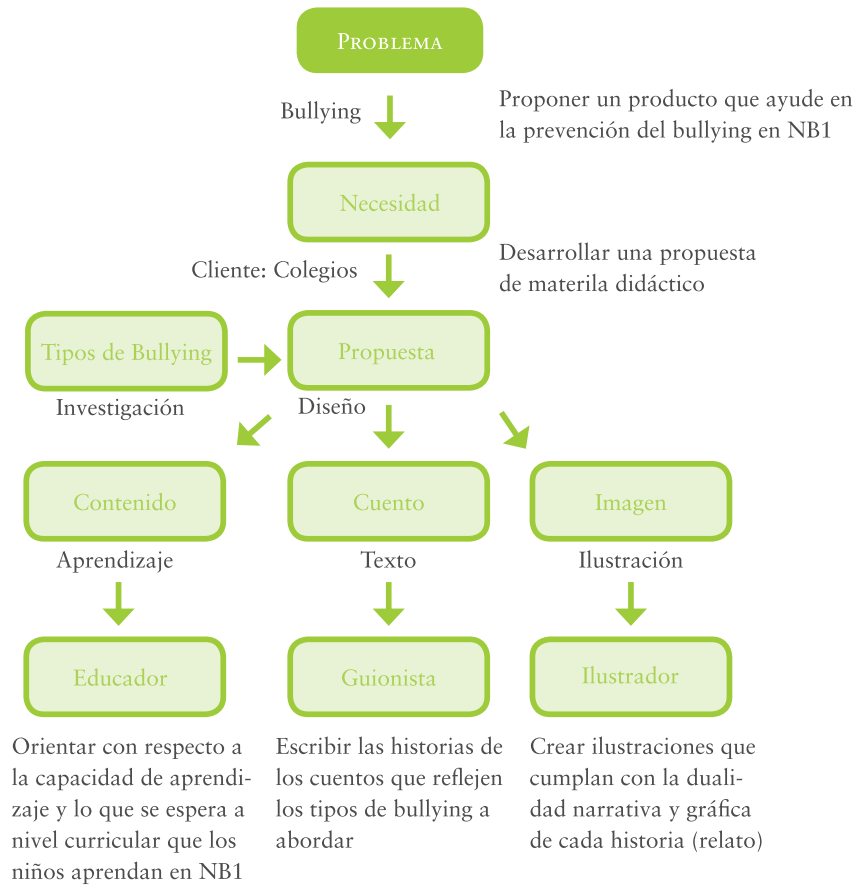 PROBLEMA
Bullying
Proponer un producto que ayude en
la prevención del bullying en NB1
Necesidad
Cliente: Colegios
Desarrollar una propuesta
de materila didáctico
Tipos de Bullying
Propuesta
Investigación
Diseño
Contenido
Cuento
Imagen
Aprendizaje
Texto
Ilustración
Educador
Guionista
Ilustrador
Orientar con respecto a
la capacidad de aprendi-
zaje y lo que se espera a
nivel curricular que los
niños aprendan en NB1
Escribir las historias de
los cuentos que reflejen
los tipos de bullying a
abordar
Crear ilustraciones que
cumplan con la duali-
dad narrativa y gráfica
de cada historia (relato)